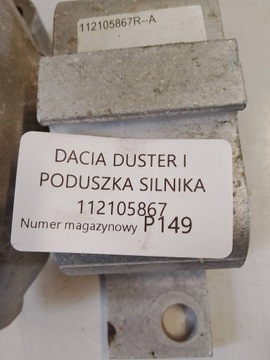 112105867R--A
DACIA DUSTER I
PODUSZKA SILNIKA
112105867
Numer magazynowy P149